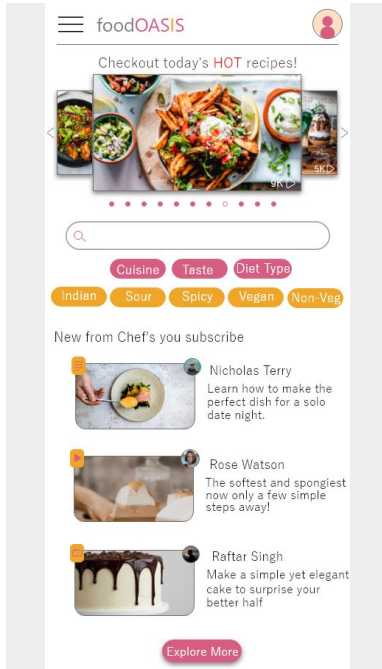 foodOASIS
Checkout today's HOT recipes!
9K
5K
Cuisine Taste Diet Type
Indian Sour Spicy Vegan Non-Veg
New from Chef's you subscribe
Nicholas Terry
Learn how to make the
perfect dish for a solo
date night.
Rose Watson
The softest and spongiest
now only a few simple
steps away!
Raftar Singh
Make a simple yet elegant
cake to surprise your
better half
Explore More